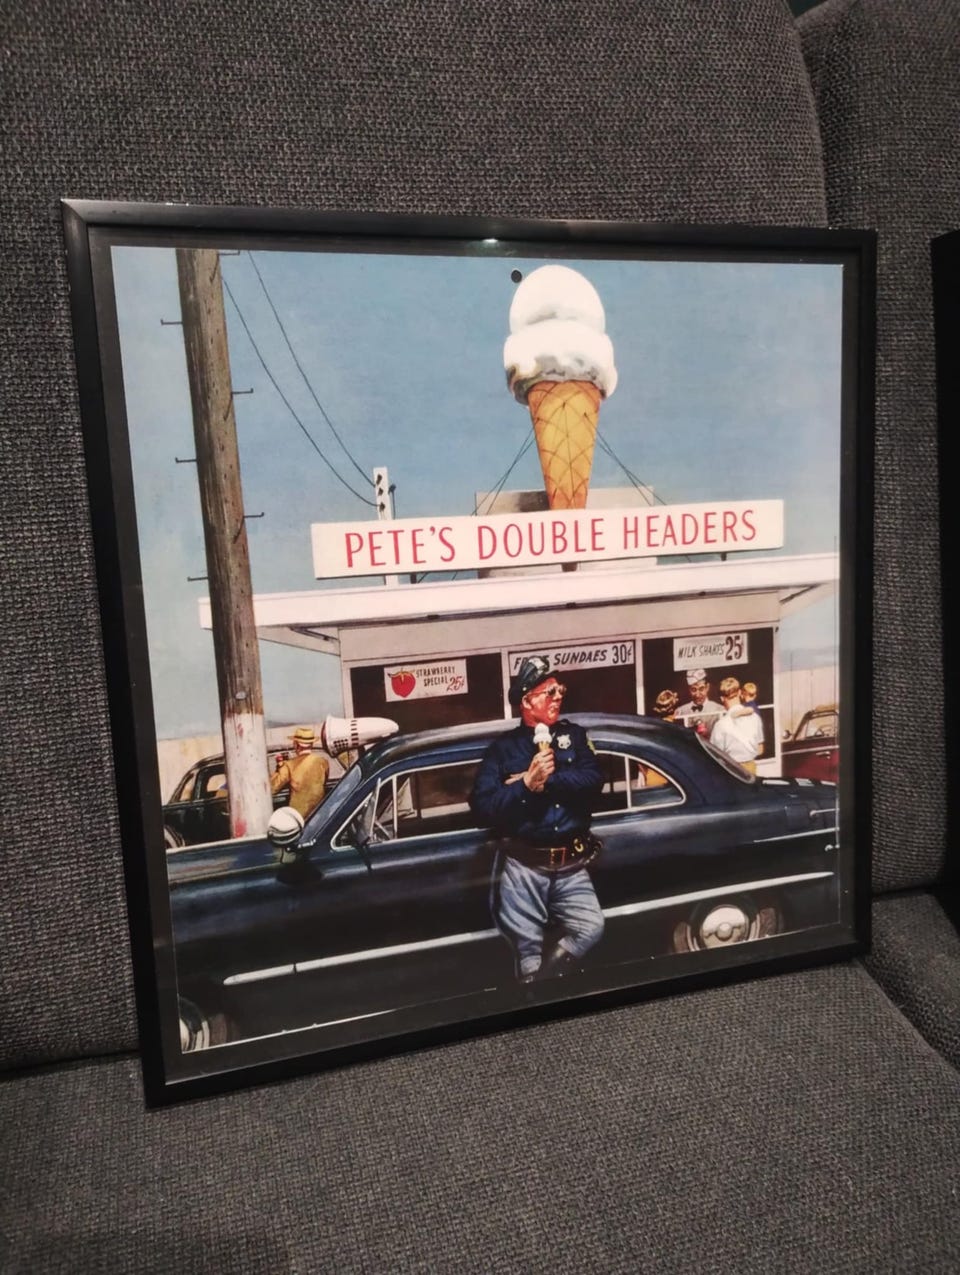 PETE'S DOUBLE HEADERS
STRAWBERRY
SPECIAL 25¢
SUNDAES 30¢
MILK SHAKES 25¢